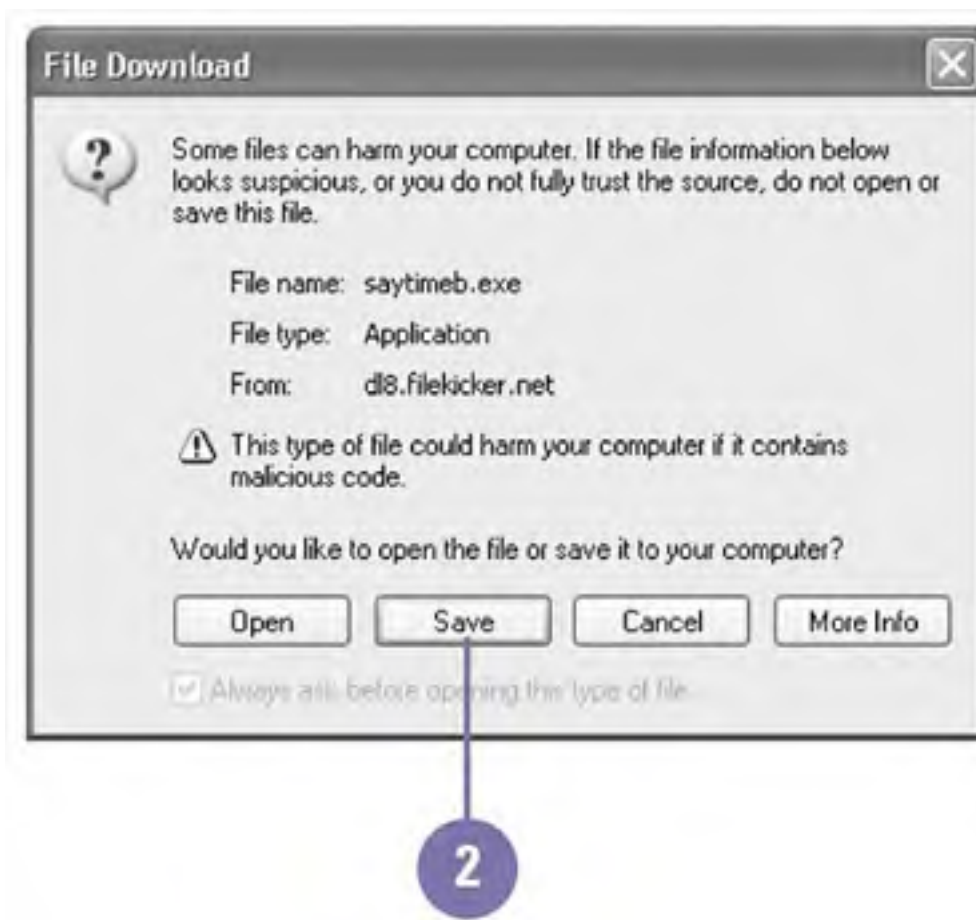 File Download
Some files can harm your computer. If the file information below
looks suspicious, or you do not fully trust the source, do not open or
save this file.
File name: saytimeb.exe
File type: Application
From: dl8.filekicker.net
This type of file could harm your computer if it contains
malicious code.
Would you like to open the file or save it to your computer?
Open Save Cancel More Info
Always ask before opening this type of file
2